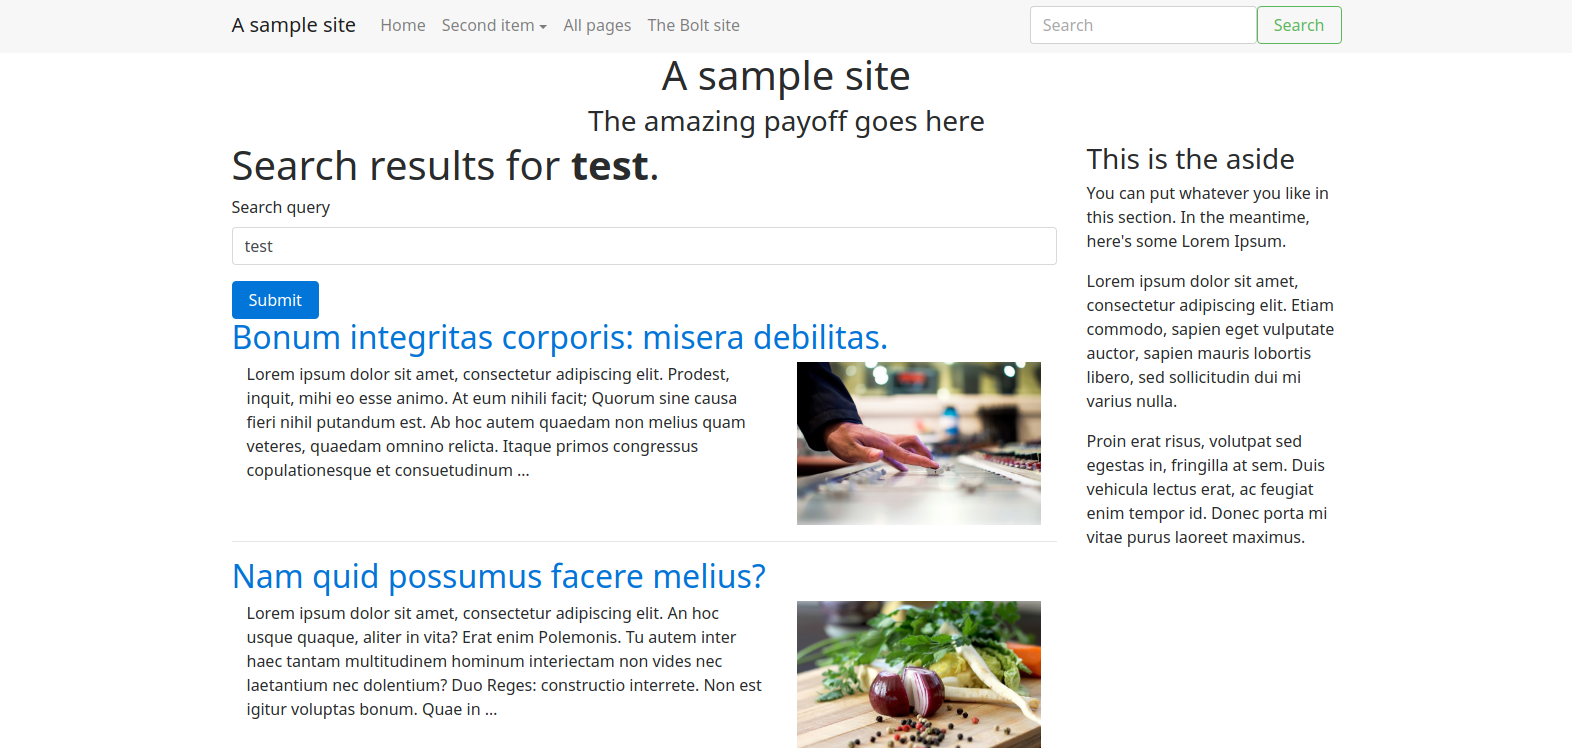 A sample site Home Second item All pages The Bolt site Search Search
A sample site
The amazing payoff goes here
Search results for test.
Search query
test
Submit
Bonum integritas corporis: misera debilitas.
Lorem ipsum dolor sit amet, consectetur adipiscing elit. Prodest,
inquit, mihi eo esse animo. At eum nihili facit; Quorum sine causa
fieri nihil putandum est. Ab hoc autem quaedam non melius quam
veteres, quaedam omnino relicta. Itaque primos congressus
copulationesque et consuetudinum ...
Nam quid possumus facere melius?
Lorem ipsum dolor sit amet, consectetur adipiscing elit. An hoc
usque quaque, aliter in vita? Erat enim Polemonis. Tu autem inter
haec tantam multitudinem hominum interiectam non vides nec
laetantium nec dolentium? Duo Reges: constructio interrete. Non est
igitur voluptas bonum. Quae in ...
This is the aside
You can put whatever you like in
this section. In the meantime,
here's some Lorem Ipsum.
Lorem ipsum dolor sit amet,
consectetur adipiscing elit. Etiam
commodo, sapien eget vulputate
auctor, sapien mauris lobortis
libero, sed sollicitudin dui mi
varius nulla.
Proin erat risus, volutpat sed
egestas in, fringilla at sem. Duis
vehicula lectus erat, ac feugiat
enim tempor id. Donec porta mi
vitae purus laoreet maximus.